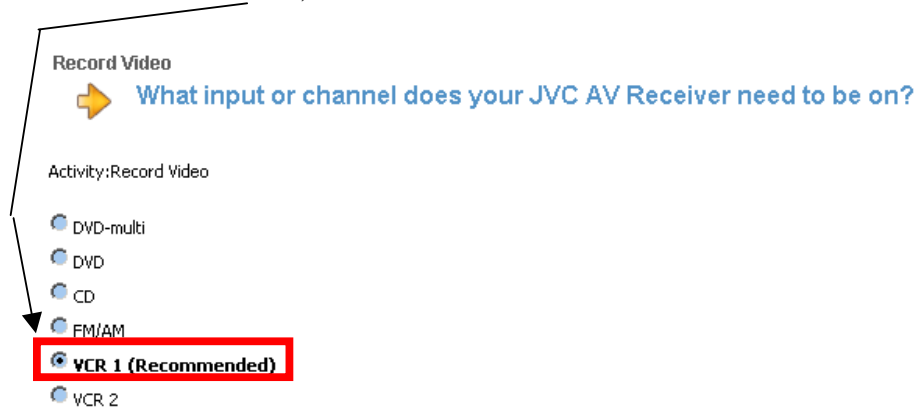 Record Video
What input or channel does your JVC AV Receiver need to be on?
Activity:Record Video
DVD-multi
DVD
CD
FM/AM
VCR 1 (Recommended)
VCR 2